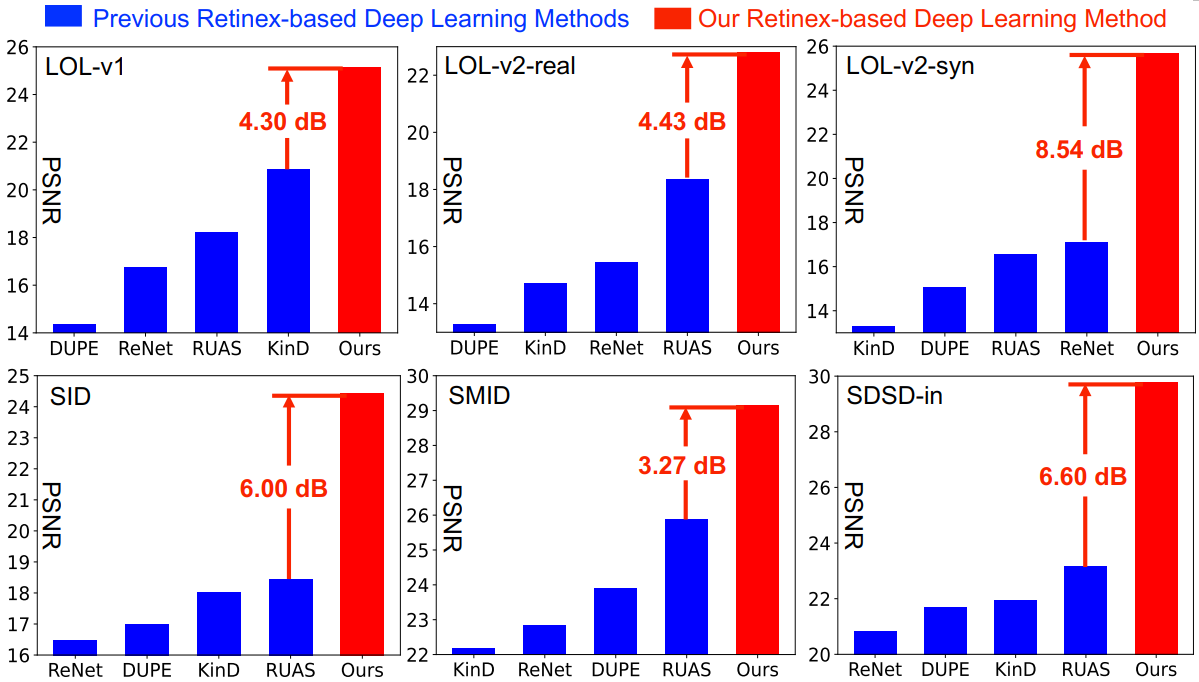 Previous Retinex-based Deep Learning Methods
Our Retinex-based Deep Learning Method
LOL-v1
PSNR
26
24
22
20
18
16
14
4.30 dB
DUPE ReNet RUAS KinD Ours
LOL-v2-real
PSNR
22
20
18
16
14
4.43 dB
DUPE KinD ReNet RUAS Ours
LOL-v2-syn
PSNR
26
24
22
20
18
16
14
8.54 dB
KinD DUPE RUAS ReNet Ours
SID
PSNR
25
24
23
22
21
20
19
18
17
16
6.00 dB
ReNet DUPE KinD RUAS Ours
SMID
PSNR
30
29
28
27
26
25
24
23
22
3.27 dB
KinD ReNet DUPE RUAS Ours
SDSD-in
PSNR
30
28
26
24
22
20
6.60 dB
ReNet DUPE KinD RUAS Ours